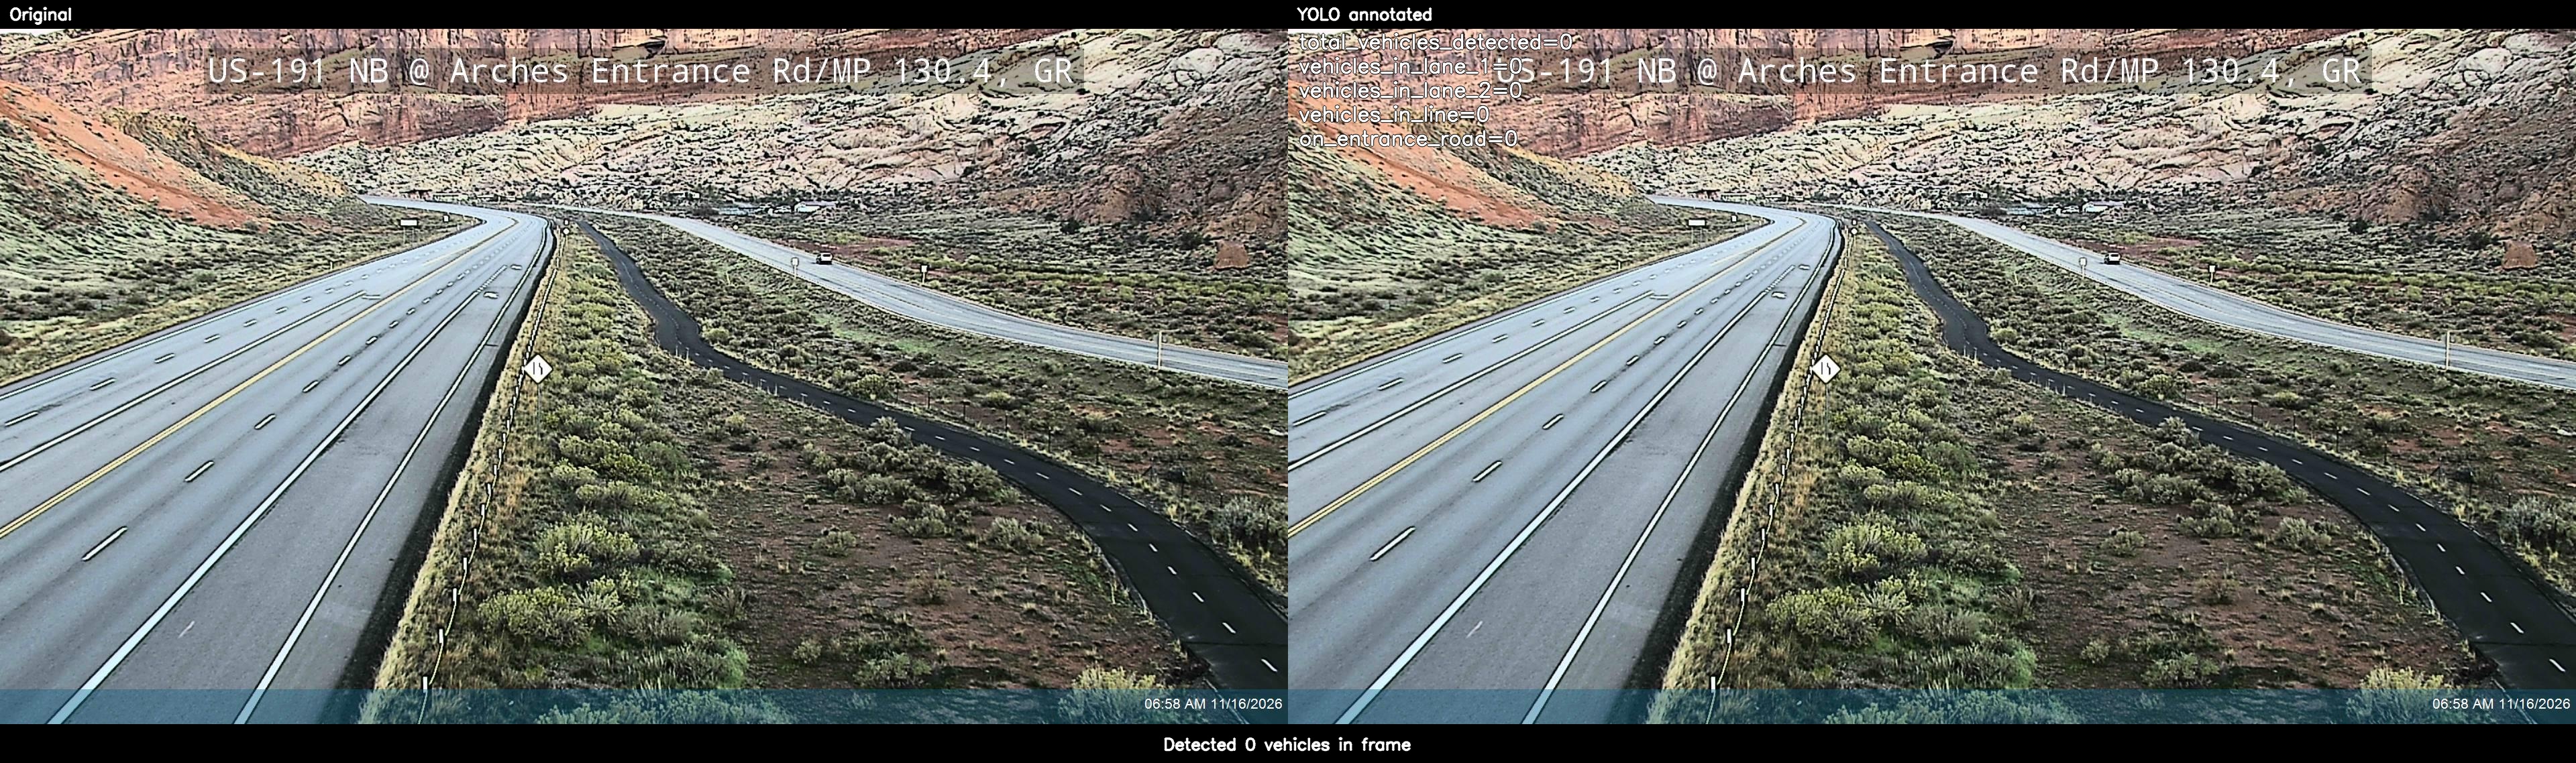 Original
YOLO annotated
US-191 NB @ Arches Entrance Rd/MP 130.4, GR
total_vehicles_detected=0
vehicles_in_lane_1=0
US-191 NB @ Arches Entrance Rd/MP 130.4, GR
vehicles_in_lane_2=0
vehicles_in_line=0
on_entrance_road=0
06:58 AM 11/16/2026
06:58 AM 11/16/2026
Detected 0 vehicles in frame